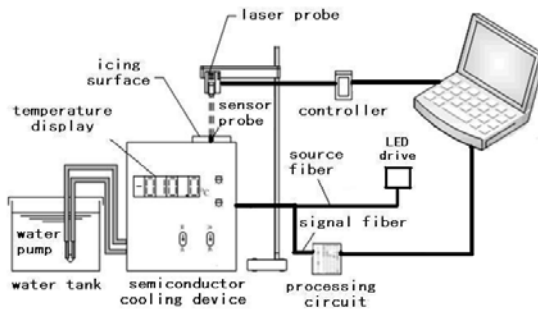 laser probe
icing
surface
sensor
probe
controller
temperature
display
LED
drive
source
fiber
℃
signal fiber
water
pump
water tank
semiconductor
cooling device
processing
circuit